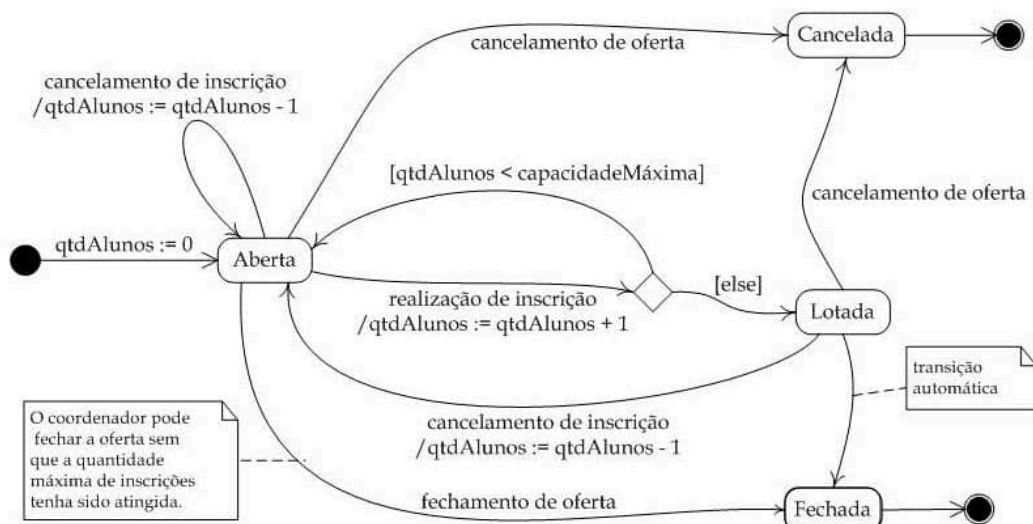 cancelamento de oferta
Cancelada
cancelamento de inscrição
/qtdAlunos := qtdAlunos - 1
[qtdAlunos < capacidadeMáxima]
cancelamento de oferta
qtdAlunos := 0
Aberta
[else]
Lotada
realização de inscrição
/qtdAlunos := qtdAlunos + 1
transição
automática
O coordenador pode
fechar a oferta sem
que a quantidade
máxima de inscrições
tenha sido atingida.
cancelamento de inscrição
/qtdAlunos := qtdAlunos - 1
fechamento de oferta
Fechada